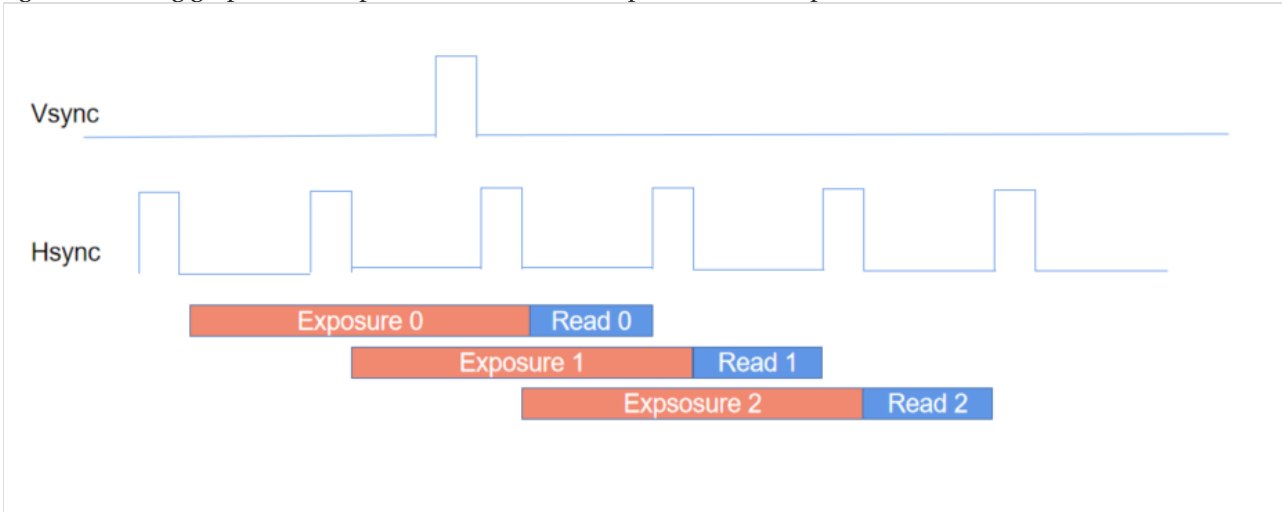 Vsync
Hsync
Exposure 0 Read 0
Exposure 1 Read 1
Expsosure 2 Read 2